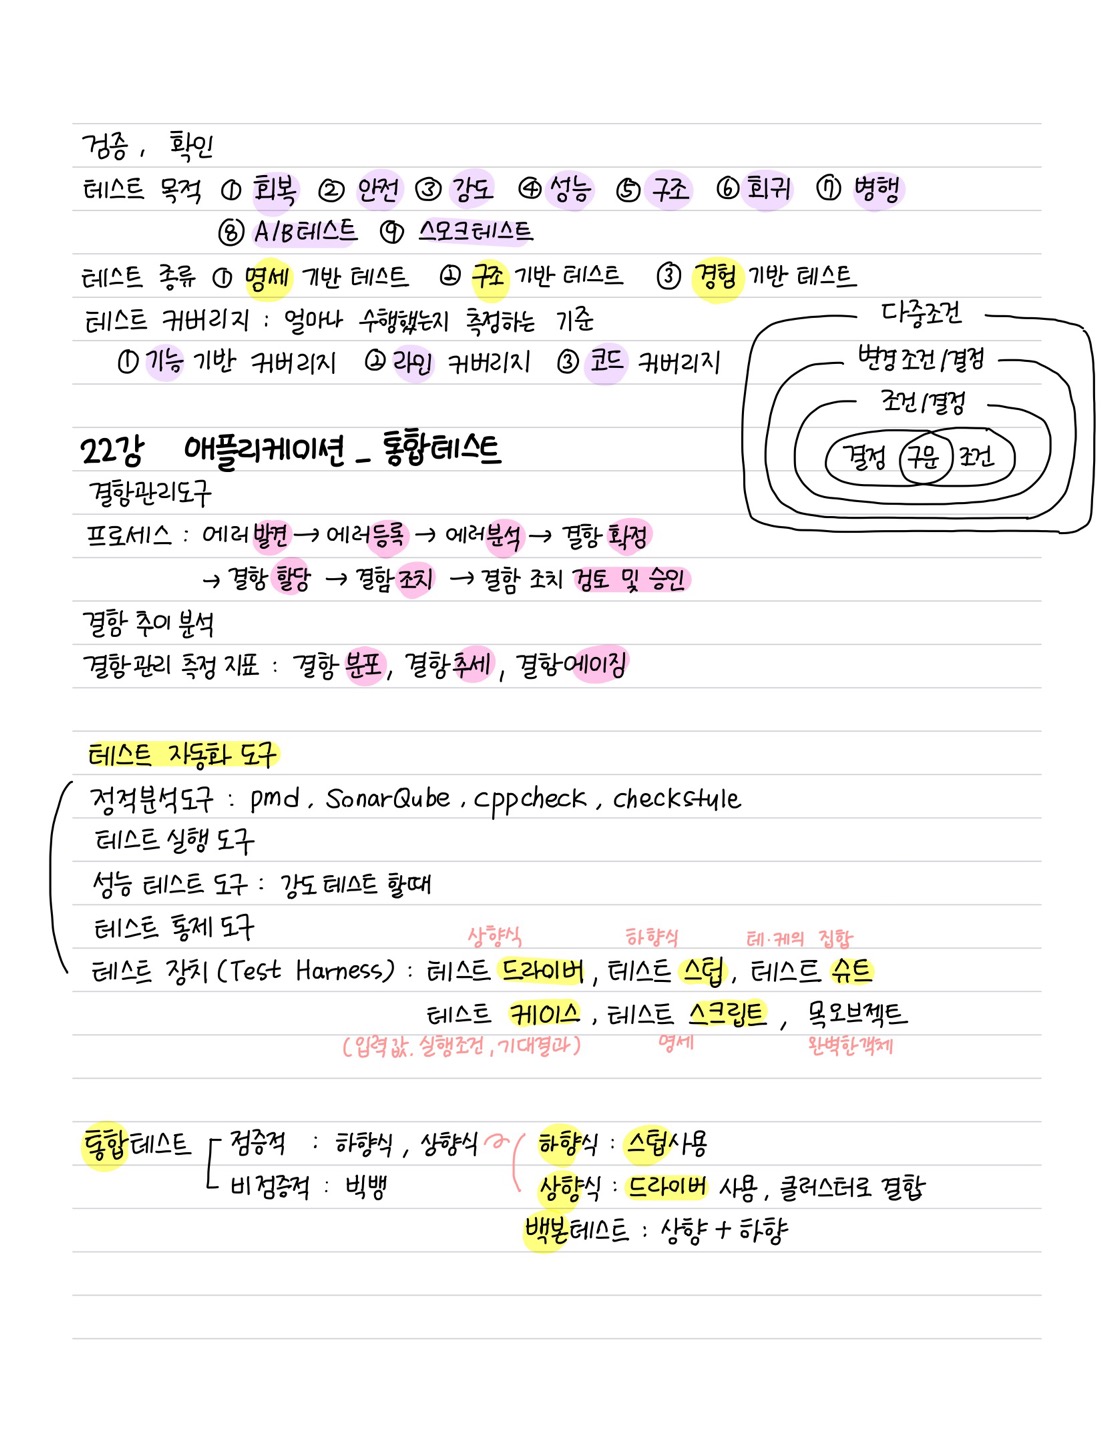 검증, 확인
테스트 목적 ① 회복 ② 안전 ③ 강도 ④ 성능 ⑤ 구조 ⑥ 회귀 ⑦ 병행
⑧ A/B테스트 ⑨ 스모크테스트
테스트 종류 ① 명세 기반 테스트 ② 구조 기반 테스트 ③ 경험 기반 테스트
테스트 커버리지 : 얼마나 수행했는지 측정하는 기준
① 기능 기반 커버리지 ② 라인 커버리지 ③ 코드 커버리지
다중조건
변경 조건/결정
조건/결정
결정 구문 조건
22강 애플리케이션_통합테스트
결함관리도구
프로세스 : 에러 발견 → 에러 등록 → 에러 분석 → 결함 확정
→ 결함 할당 → 결함 조치 → 결함 조치 검토 및 승인
결함 추이 분석
결함관리 측정 지표 : 결함 분포, 결함 추세, 결함 에이징
테스트 자동화 도구
정적분석도구 : pmd, SonarQube, cppcheck, checkstyle
테스트 실행 도구
성능 테스트 도구 : 강도 테스트 할때
테스트 통제 도구
상향식 하향식 테.케의 집합
테스트 장치(Test Harness) : 테스트 드라이버, 테스트 스텁, 테스트 슈트
테스트 케이스, 테스트 스크립트, 목오브젝트
(입력값. 실행조건, 기대결과) 명세 완벽한객체
통합테스트 점증적 : 하향식, 상향식 하향식 : 스텁사용
비점증적 : 빅뱅 상향식 : 드라이버 사용, 클러스터로 결합
백본테스트 : 상향 + 하향